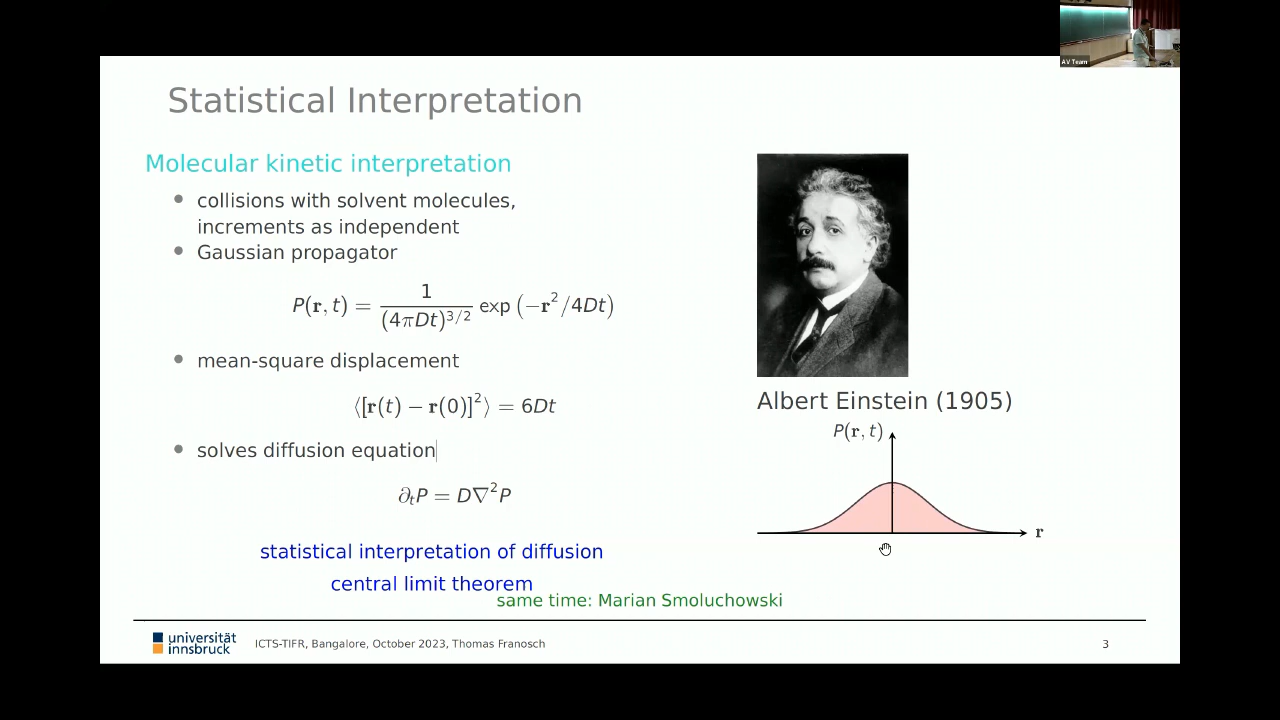 AV Team
Statistical Interpretation
Molecular kinetic interpretation
• collisions with solvent molecules,
increments as independent
• Gaussian propagator
P(r, t) = 1/(4πDt)^{3/2} exp (−r²/4Dt)
• mean-square displacement
⟨[r(t) − r(0)]²⟩ = 6Dt
• solves diffusion equation
∂ₜP = D∇²P
statistical interpretation of diffusion
central limit theorem
same time: Marian Smoluchowski
Albert Einstein (1905)
P(r, t)
r
universität
innsbruck
ICTS-TIFR, Bangalore, October 2023, Thomas Franosch
3